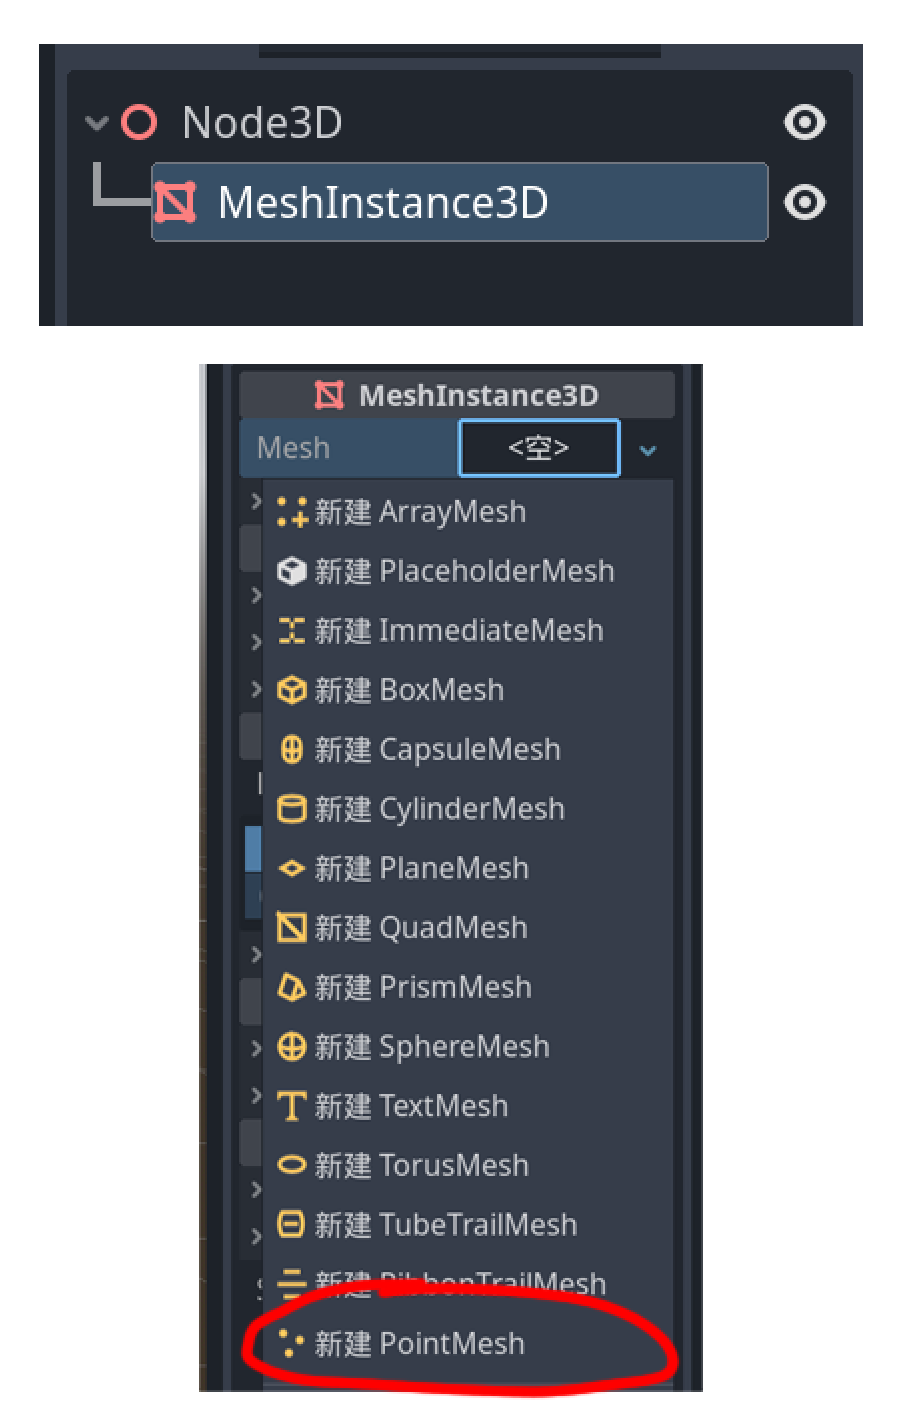 Node3D
MeshInstance3D
MeshInstance3D
Mesh <空>
新建 ArrayMesh
新建 PlaceholderMesh
新建 ImmediateMesh
新建 BoxMesh
新建 CapsuleMesh
新建 CylinderMesh
新建 PlaneMesh
新建 QuadMesh
新建 PrismMesh
新建 SphereMesh
新建 TextMesh
新建 TorusMesh
新建 TubeTrailMesh
新建 RibbonTrailMesh
新建 PointMesh